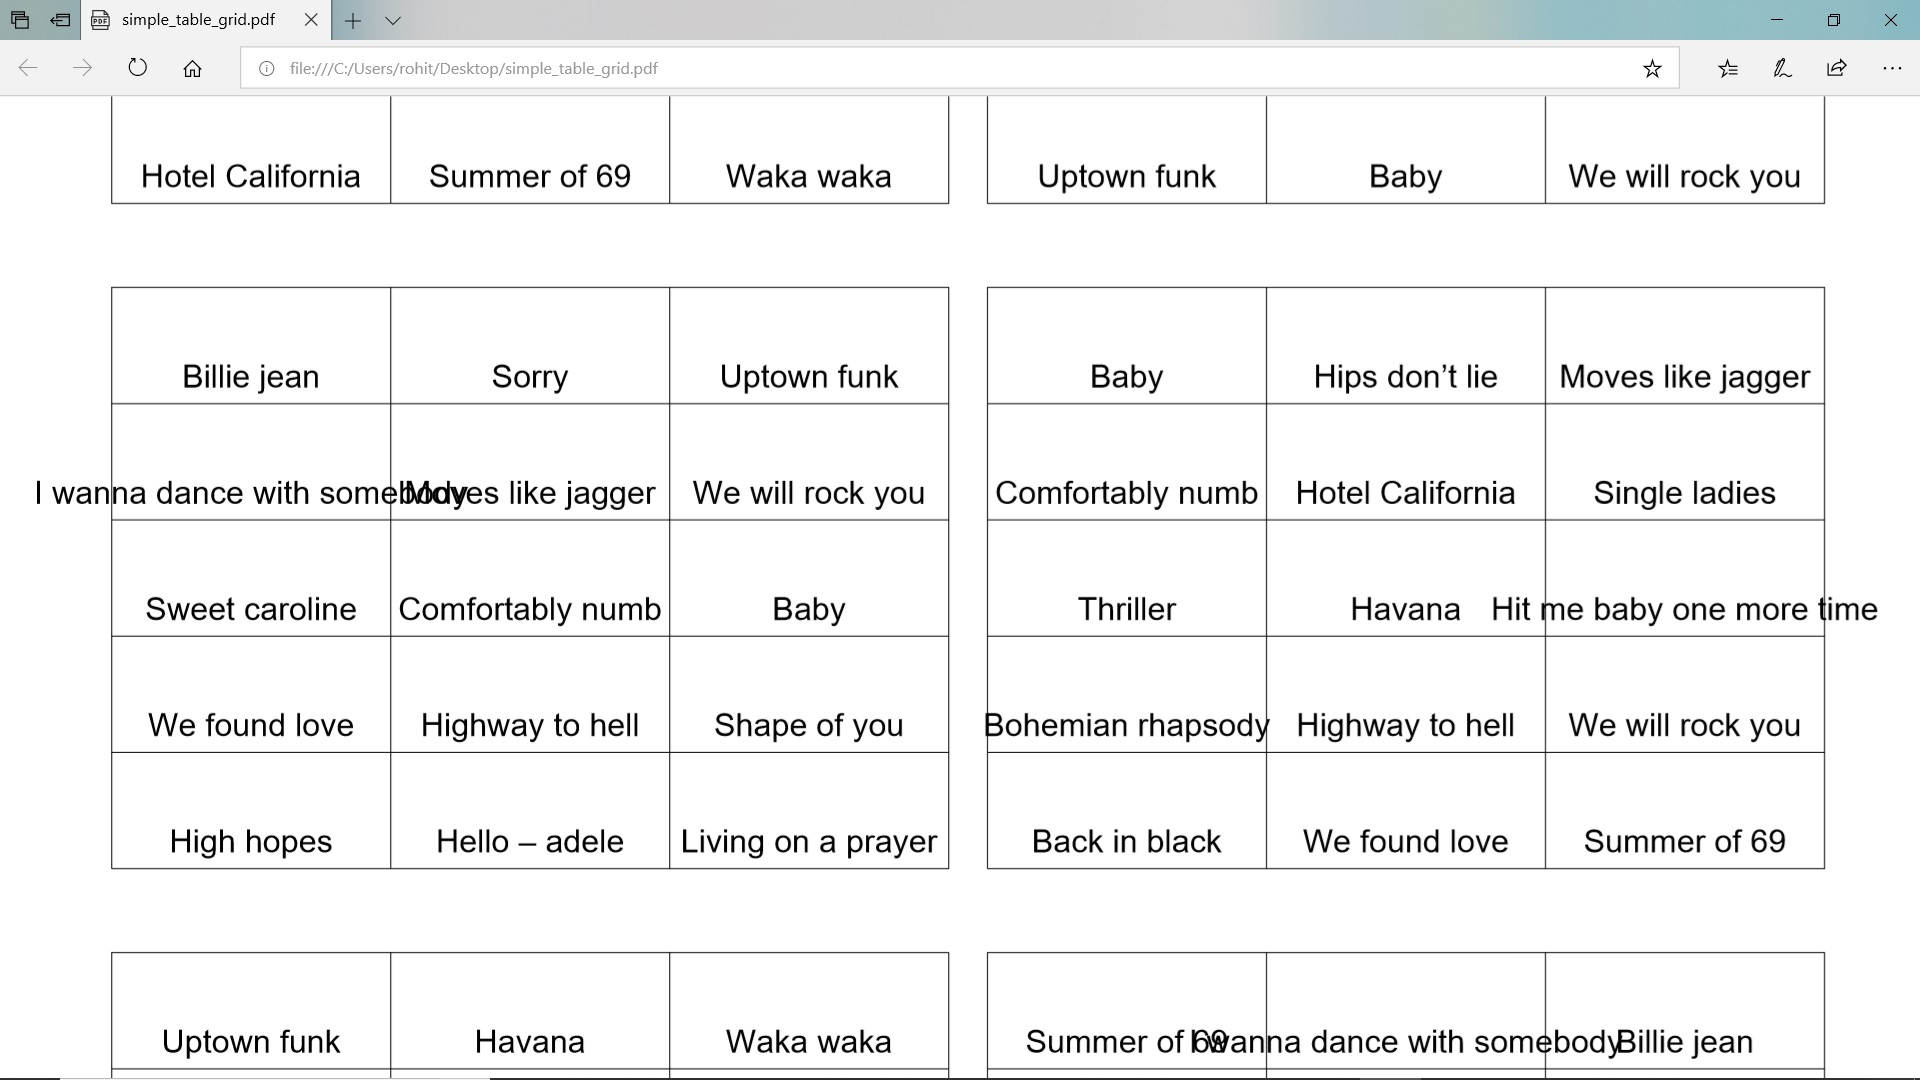 simple_table_grid.pdf
file:///C:/Users/rohit/Desktop/simple_table_grid.pdf
Hotel California Summer of 69 Waka waka Uptown funk Baby We will rock you
Billie jean Sorry Uptown funk
I wanna dance with somebody Moves like jagger We will rock you
Sweet caroline Comfortably numb Baby
We found love Highway to hell Shape of you
High hopes Hello – adele Living on a prayer
Baby Hips don’t lie Moves like jagger
Comfortably numb Hotel California Single ladies
Thriller Havana Hit me baby one more time
Bohemian rhapsody Highway to hell We will rock you
Back in black We found love Summer of 69
Uptown funk Havana Waka waka Summer of 69 I wanna dance with somebody Billie jean